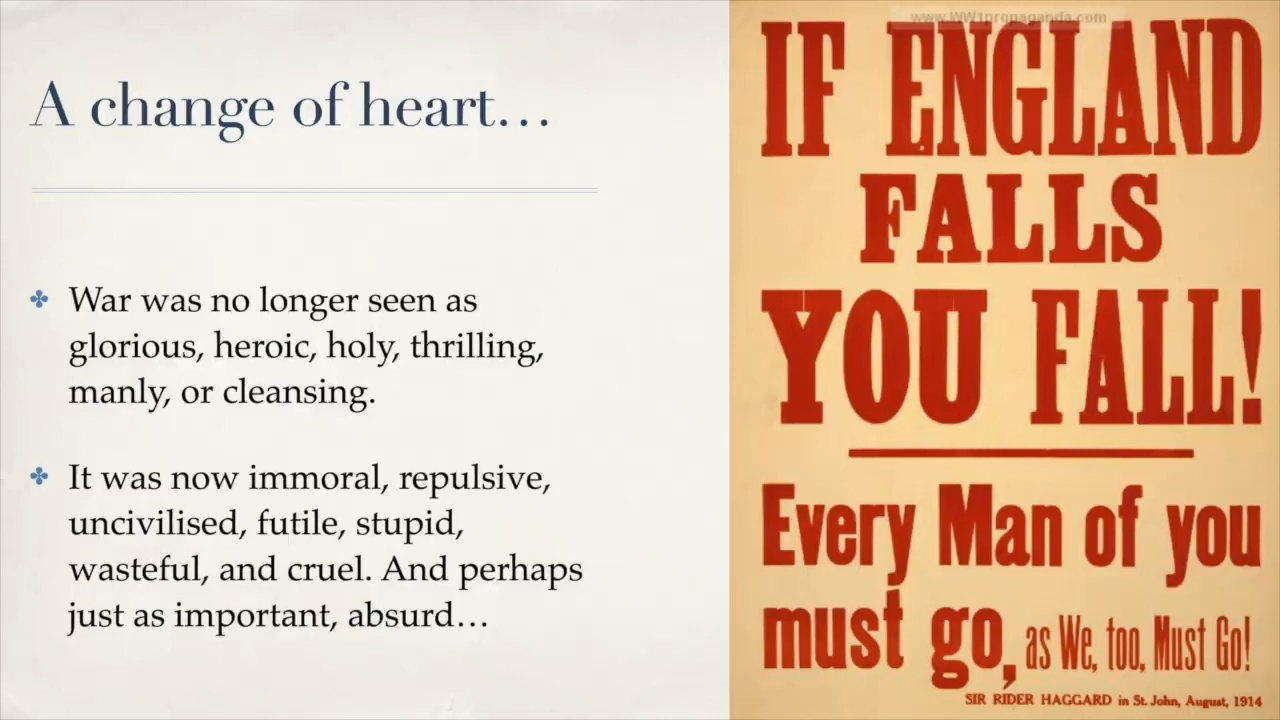 A change of heart…
War was no longer seen as
glorious, heroic, holy, thrilling,
manly, or cleansing.
It was now immoral, repulsive,
uncivilised, futile, stupid,
wasteful, and cruel. And perhaps
just as important, absurd…
www.WW1propaganda.com
IF ENGLAND
FALLS
YOU FALL!
Every Man of you
must go, as We, too, Must Go!
SIR RIDER HAGGARD in St. John, August, 1914